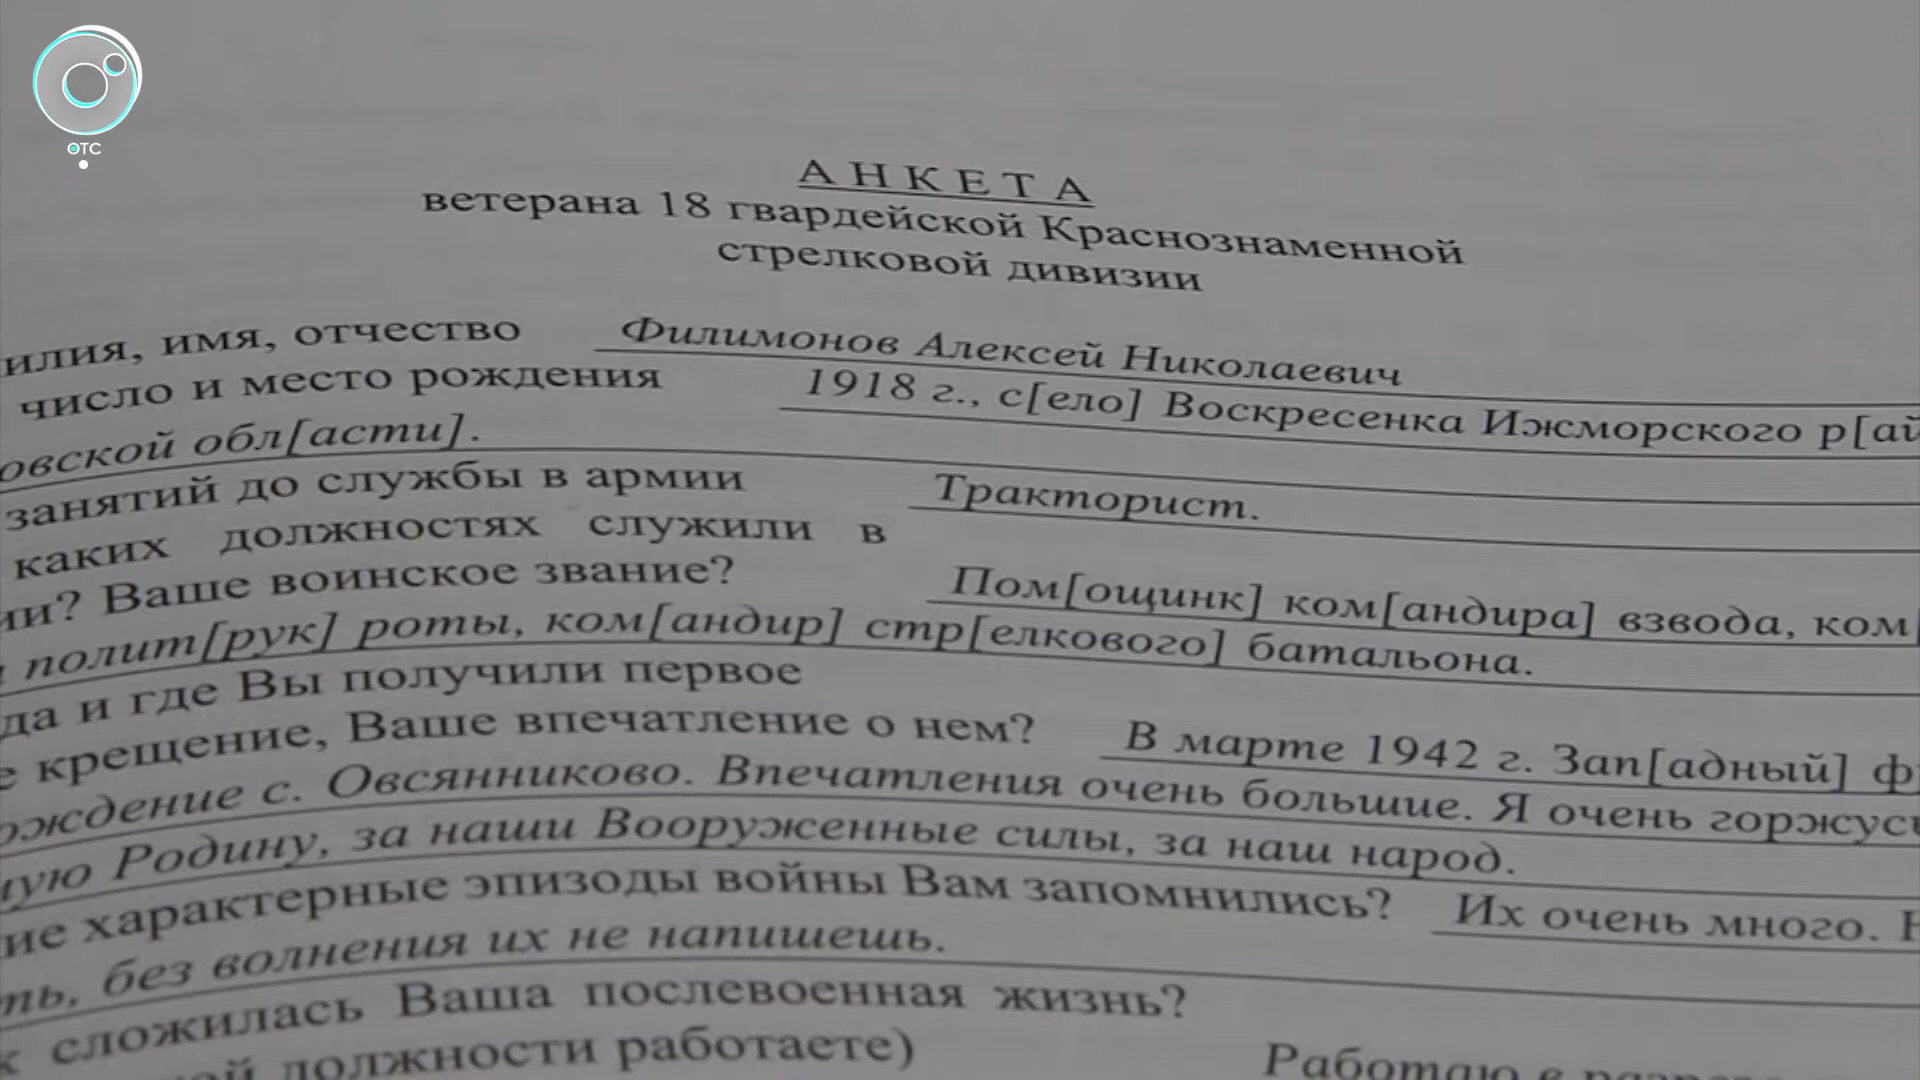 ОТС
АНКЕТА
ветерана 18 гвардейской Краснознаменной
стрелковой дивизии
илия, имя, отчество Филимонов Алексей Николаевич
число и место рождения 1918 г., с[ело] Воскресенка Ижморского р[ай
овской обл[асти].
занятий до службы в армии Тракторист.
каких должностях служили в
ии? Ваше воинское звание? Пом[ощинк] ком[андира] взвода, ком[
полит[рук] роты, ком[андир] стр[елкового] батальона.
да и где Вы получили первое
е крещение, Ваше впечатление о нем? В марте 1942 г. Зап[адный] ф
ождение с. Овсянниково. Впечатления очень большие. Я очень горжусь
ную Родину, за наши Вооруженные силы, за наш народ.
ие характерные эпизоды войны Вам запомнились? Их очень много. Н
ть, без волнения их не напишешь.
к сложилась Ваша послевоенная жизнь?
кой должности работаете) Работаю в